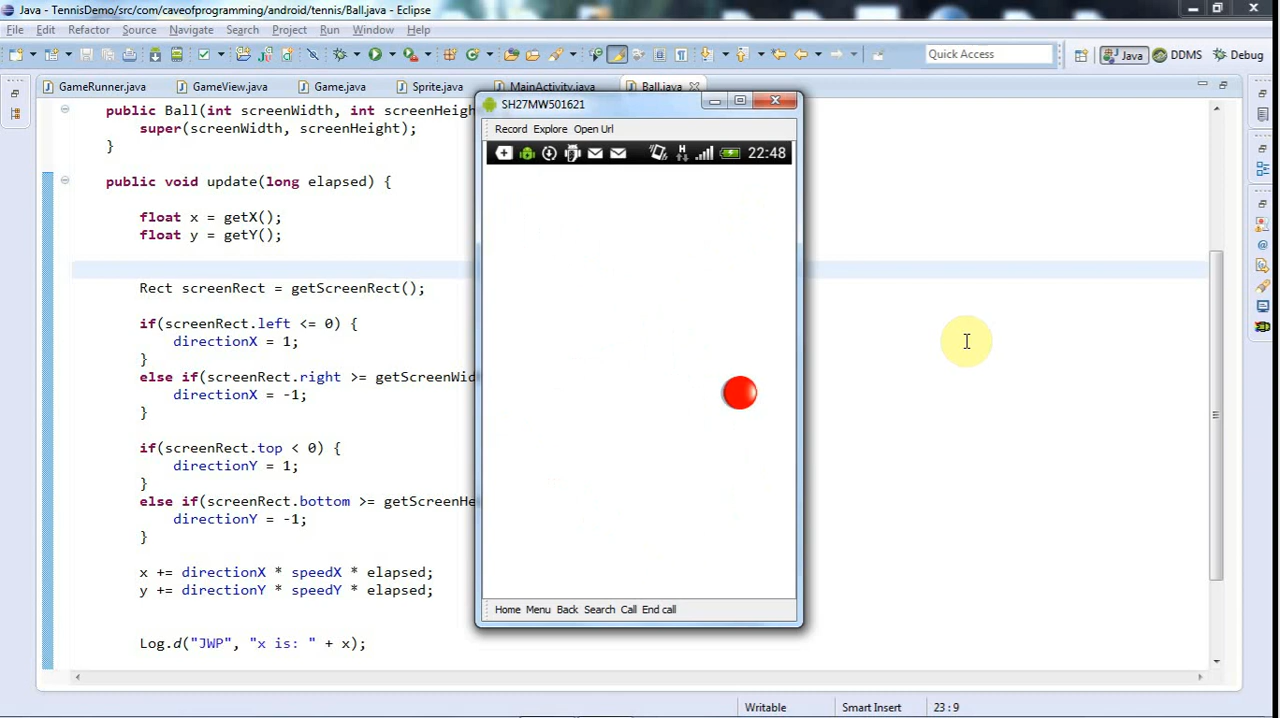 Java - TennisDemo/src/com/caveofprogramming/android/tennis/Ball.java - Eclipse
File Edit Refactor Source Navigate Search Project Run Window Help
Quick Access
Java
DDMS
Debug
GameRunner.java
GameView.java
Game.java
Sprite.java
MainActivity.java
Ball.java
public Ball(int screenWidth, int screenHeight
super(screenWidth, screenHeight);
}
public void update(long elapsed) {
float x = getX();
float y = getY();
Rect screenRect = getScreenRect();
if(screenRect.left <= 0) {
directionX = 1;
}
else if(screenRect.right >= getScreenWid
directionX = -1;
}
if(screenRect.top < 0) {
directionY = 1;
}
else if(screenRect.bottom >= getScreenHe
directionY = -1;
}
x += directionX * speedX * elapsed;
y += directionY * speedY * elapsed;
Log.d("JWP", "x is: " + x);
SH27MW501621
Record Explore Open Url
H
22:48
Home Menu Back Search Call End call
Writable
Smart Insert
23 : 9